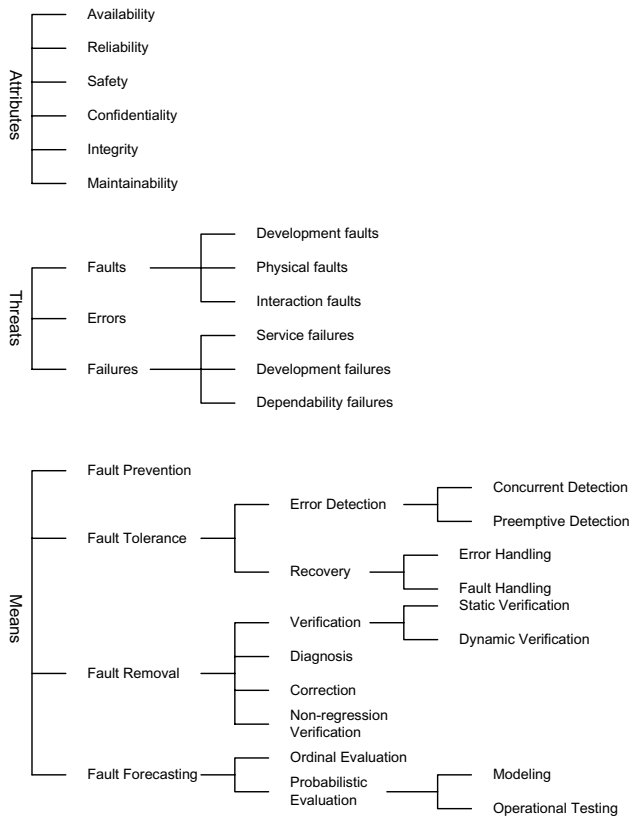 Attributes
Availability
Reliability
Safety
Confidentiality
Integrity
Maintainability
Threats
Faults
Development faults
Physical faults
Interaction faults
Errors
Failures
Service failures
Development failures
Dependability failures
Means
Fault Prevention
Fault Tolerance
Error Detection
Concurrent Detection
Preemptive Detection
Recovery
Error Handling
Fault Handling
Fault Removal
Verification
Static Verification
Dynamic Verification
Diagnosis
Correction
Non-regression
Verification
Fault Forecasting
Ordinal Evaluation
Probabilistic
Evaluation
Modeling
Operational Testing